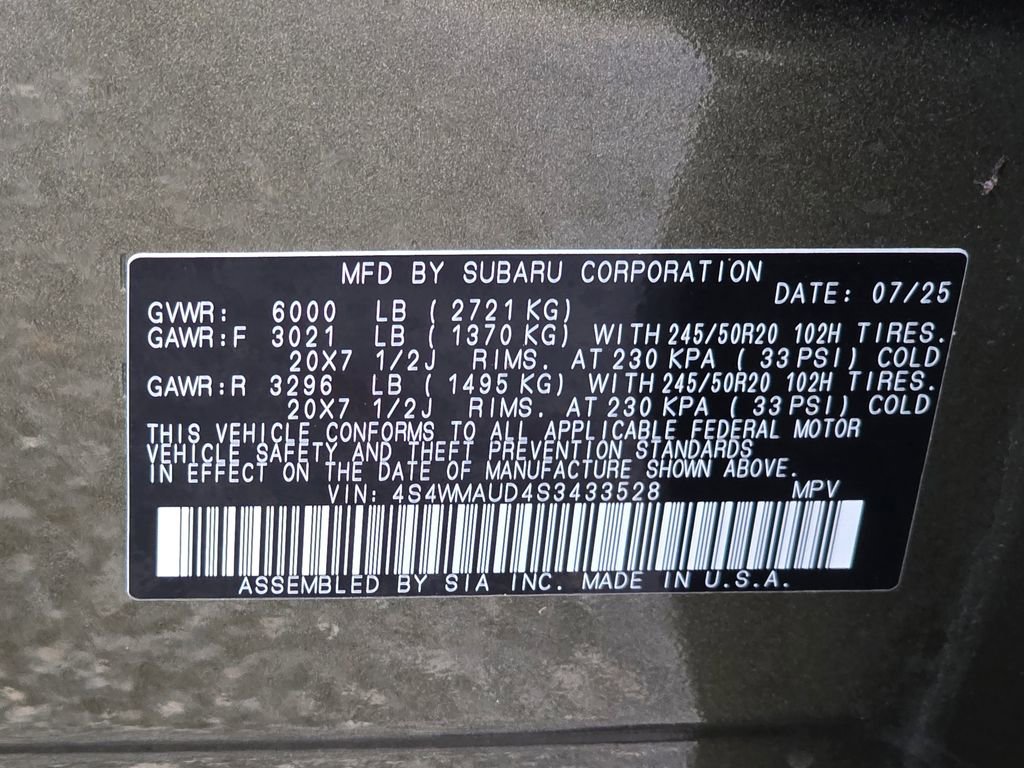 MFD BY SUBARU CORPORATION
DATE: 07/25
GVWR: 6000 LB ( 2721 KG)
GAWR:F 3021 LB ( 1370 KG) WITH 245/50R20 102H TIRES.
20X7 1/2J RIMS. AT 230 KPA ( 33 PSI) COLD
GAWR:R 3296 LB ( 1495 KG) WITH 245/50R20 102H TIRES.
20X7 1/2J RIMS. AT 230 KPA ( 33 PSI) COLD
THIS VEHICLE CONFORMS TO ALL APPLICABLE FEDERAL MOTOR
VEHICLE SAFETY AND THEFT PREVENTION STANDARDS
IN EFFECT ON THE DATE OF MANUFACTURE SHOWN ABOVE.
VIN: 4S4WMAUD4S3433528 MPV
ASSEMBLED BY SIA INC. MADE IN U.S.A.